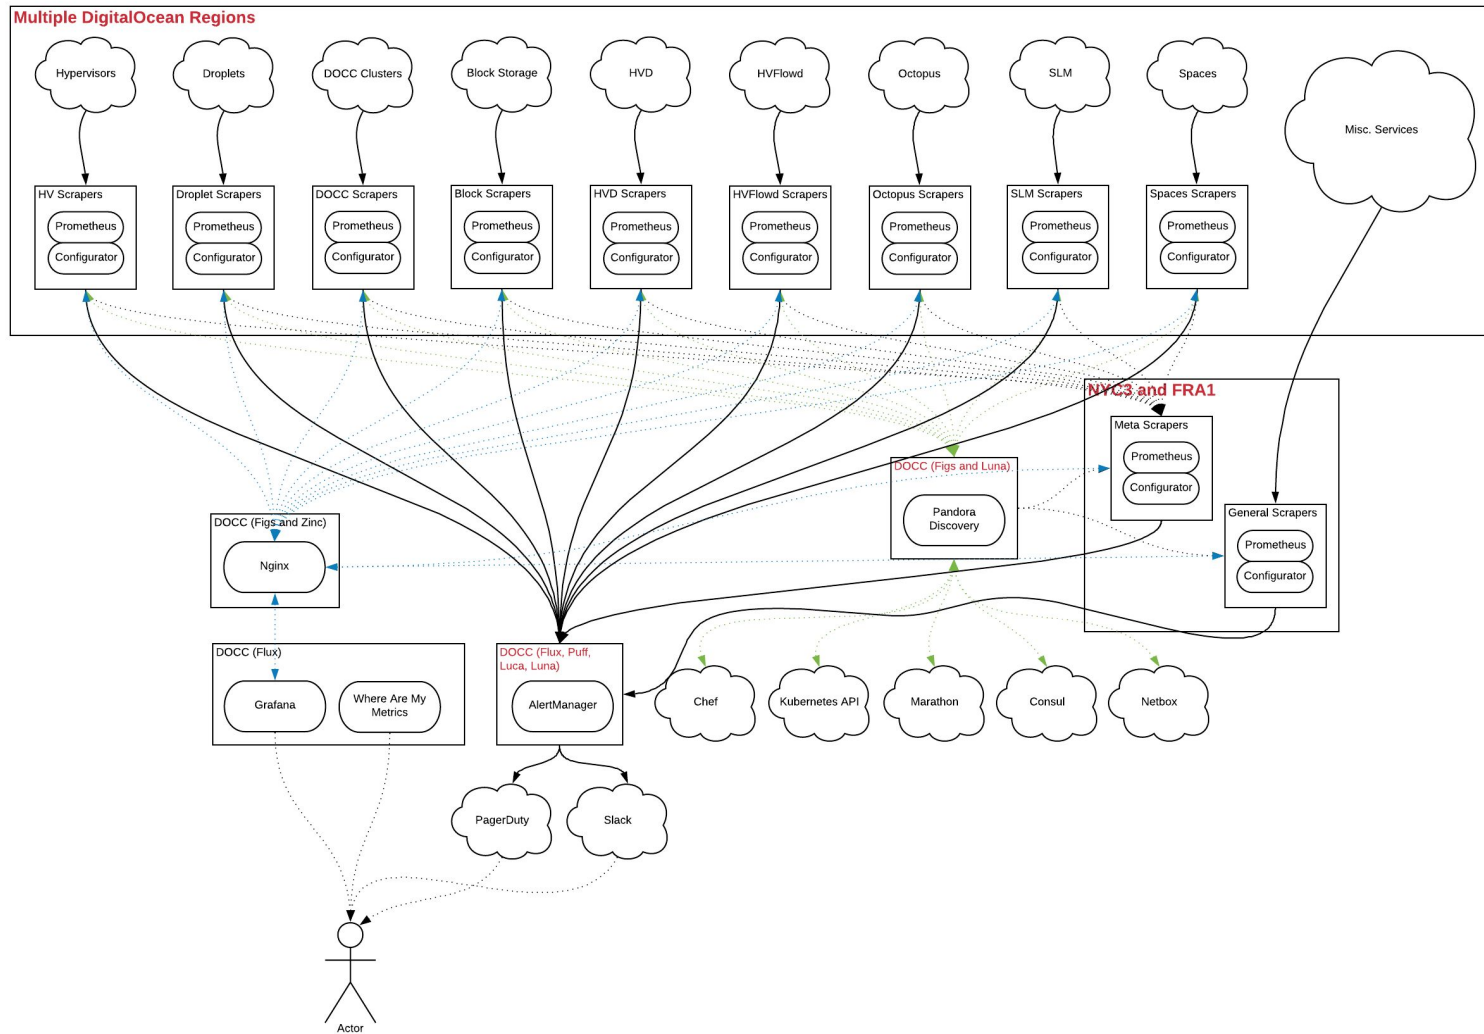 Multiple DigitalOcean Regions
Hypervisors
Droplets
DOCC Clusters
Block Storage
HVD
HVFlowd
Octopus
SLM
Spaces
Misc. Services
HV Scrapers
Prometheus
Configurator
Droplet Scrapers
Prometheus
Configurator
DOCC Scrapers
Prometheus
Configurator
Block Scrapers
Prometheus
Configurator
HVD Scrapers
Prometheus
Configurator
HVFlowd Scrapers
Prometheus
Configurator
Octopus Scrapers
Prometheus
Configurator
SLM Scrapers
Prometheus
Configurator
Spaces Scrapers
Prometheus
Configurator
NYC3 and FRA1
Meta Scrapers
Prometheus
Configurator
General Scrapers
Prometheus
Configurator
DOCC (Figs and Luna)
Pandora
Discovery
DOCC (Figs and Zinc)
Nginx
DOCC (Flux)
Grafana
Where Are My
Metrics
DOCC (Flux, Puff,
Luca, Luna)
AlertManager
Chef
Kubernetes API
Marathon
Consul
Netbox
PagerDuty
Slack
Actor